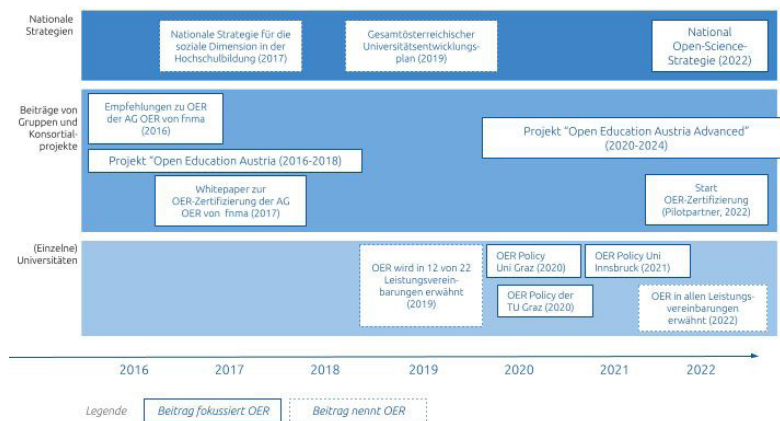 Nationale
Strategien
Nationale Strategie für die
soziale Dimension in der
Hochschulbildung (2017)
Gesamtösterreichischer
Universitätsentwicklungs-
plan (2019)
National
Open-Science-
Strategie (2022)
Beiträge von
Gruppen und
Konsortial-
projekte
Empfehlungen zu OER
der AG OER von fnma
(2016)
Projekt “Open Education Austria (2016-2018)
Whitepaper zur
OER-Zertifizierung der AG
OER von fnma (2017)
Projekt “Open Education Austria Advanced”
(2020-2024)
Start
OER-Zertifizierung
(Pilotpartner, 2022)
(Einzelne)
Universitäten
OER wird in 12 von 22
Leistungsverein-
barungen erwähnt
(2019)
OER Policy
Uni Graz (2020)
OER Policy der
TU Graz (2020)
OER Policy Uni
Innsbruck (2021)
OER in allen Leistungs-
vereinbarungen
erwähnt (2022)
2016 2017 2018 2019 2020 2021 2022
Legende Beitrag fokussiert OER Beitrag nennt OER